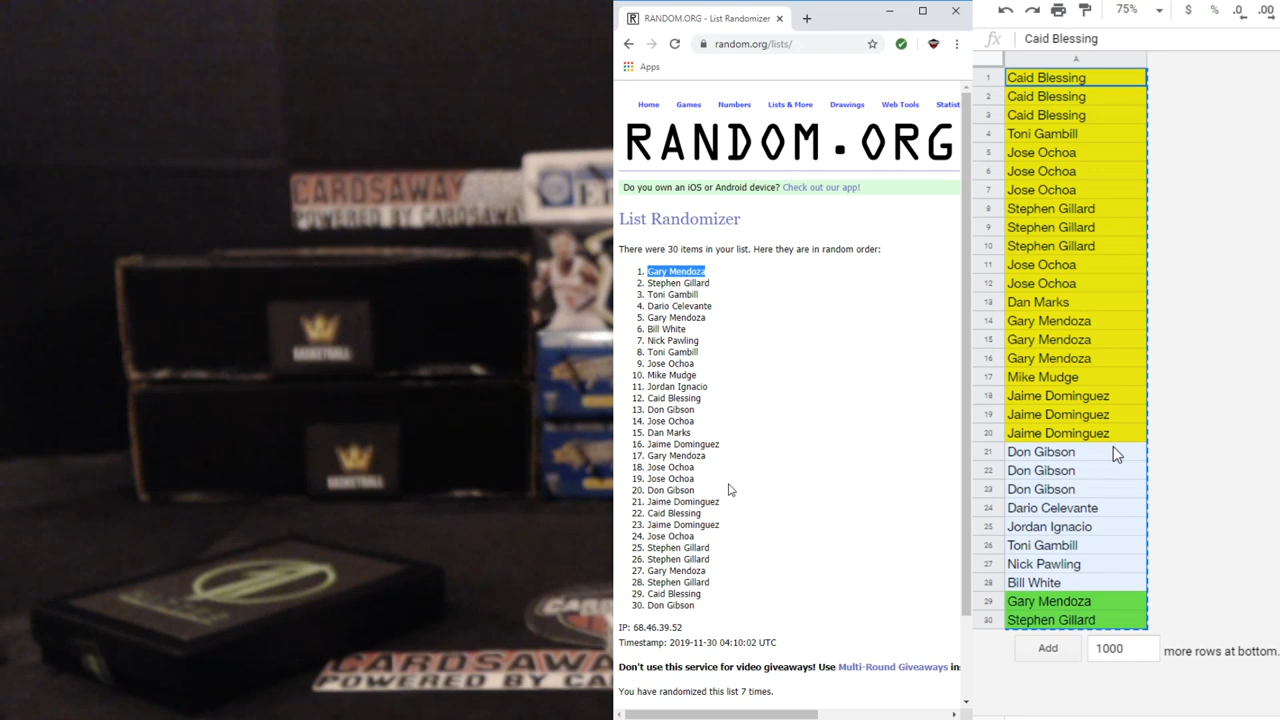 CARDSAWAY
POWERED BY CARDSAWAY
BASKETBALL
BASKETBALL
CARDSAWAY
POWERED BY CARDSAWA
RANDOM.ORG - List Randomizer
random.org/lists/
Apps
Home Games Numbers Lists & More Drawings Web Tools Statist
RANDOM.ORG
Do you own an iOS or Android device? Check out our app!
List Randomizer
There were 30 items in your list. Here they are in random order:
1. Gary Mendoza
2. Stephen Gillard
3. Toni Gambill
4. Dario Celevante
5. Gary Mendoza
6. Bill White
7. Nick Pawling
8. Toni Gambill
9. Jose Ochoa
10. Mike Mudge
11. Jordan Ignacio
12. Caid Blessing
13. Don Gibson
14. Jose Ochoa
15. Dan Marks
16. Jaime Dominguez
17. Gary Mendoza
18. Jose Ochoa
19. Jose Ochoa
20. Don Gibson
21. Jaime Dominguez
22. Caid Blessing
23. Jaime Dominguez
24. Jose Ochoa
25. Stephen Gillard
26. Stephen Gillard
27. Gary Mendoza
28. Stephen Gillard
29. Caid Blessing
30. Don Gibson
IP: 68.46.39.52
Timestamp: 2019-11-30 04:10:02 UTC
Don't use this service for video giveaways! Use Multi-Round Giveaways in
You have randomized this list 7 times.
75% $ % .0 .00
fx Caid Blessing
A
1 Caid Blessing
2 Caid Blessing
3 Caid Blessing
4 Toni Gambill
5 Jose Ochoa
6 Jose Ochoa
7 Jose Ochoa
8 Stephen Gillard
9 Stephen Gillard
10 Stephen Gillard
11 Jose Ochoa
12 Jose Ochoa
13 Dan Marks
14 Gary Mendoza
15 Gary Mendoza
16 Gary Mendoza
17 Mike Mudge
18 Jaime Dominguez
19 Jaime Dominguez
20 Jaime Dominguez
21 Don Gibson
22 Don Gibson
23 Don Gibson
24 Dario Celevante
25 Jordan Ignacio
26 Toni Gambill
27 Nick Pawling
28 Bill White
29 Gary Mendoza
30 Stephen Gillard
Add 1000 more rows at bottom.